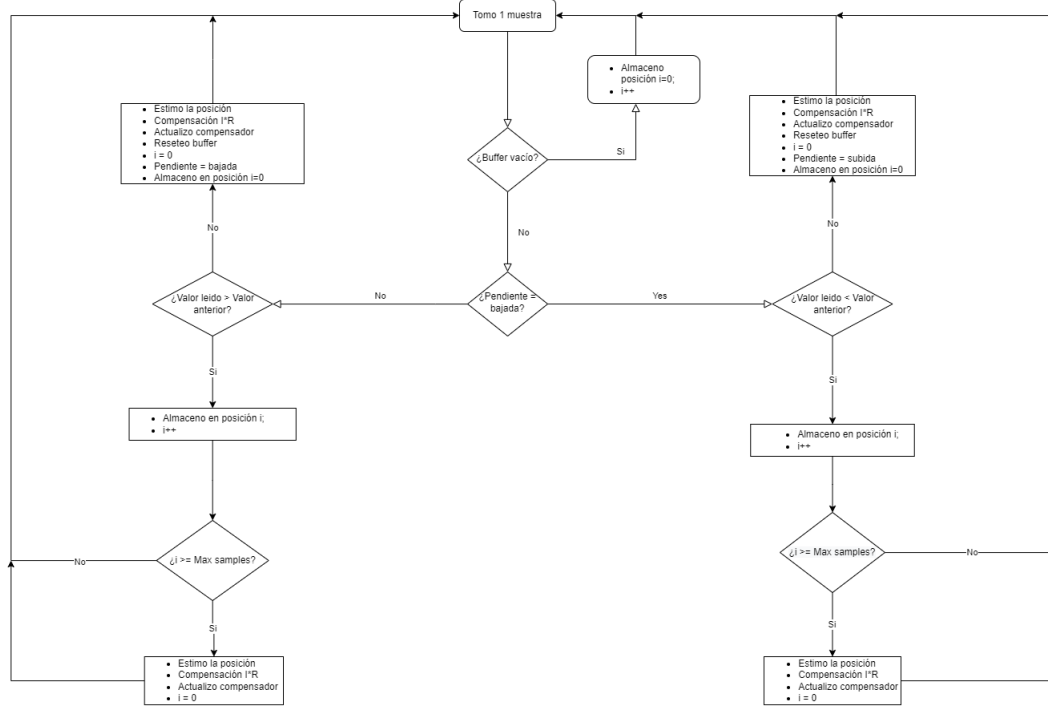 Tomo 1 muestra
Almaceno
posición i=0;
i++
Estimo la posición
Compensación I*R
Actualizo compensador
Reseteo buffer
i = 0
Pendiente = bajada
Almaceno en posición i=0
Estimo la posición
Compensación I*R
Actualizo compensador
Reseteo buffer
i = 0
Pendiente = subida
Almaceno en posición i=0
¿Buffer vacío?
Si
No
No
No
¿Valor leido > Valor
anterior?
No
¿Pendiente =
bajada?
Yes
¿Valor leido < Valor
anterior?
Si
Si
Almaceno en posición i;
i++
Almaceno en posición i;
i++
No
¿i >= Max samples?
¿i >= Max samples?
No
Si
Si
Estimo la posición
Compensación I*R
Actualizo compensador
i = 0
Estimo la posición
Compensación I*R
Actualizo compensador
i = 0